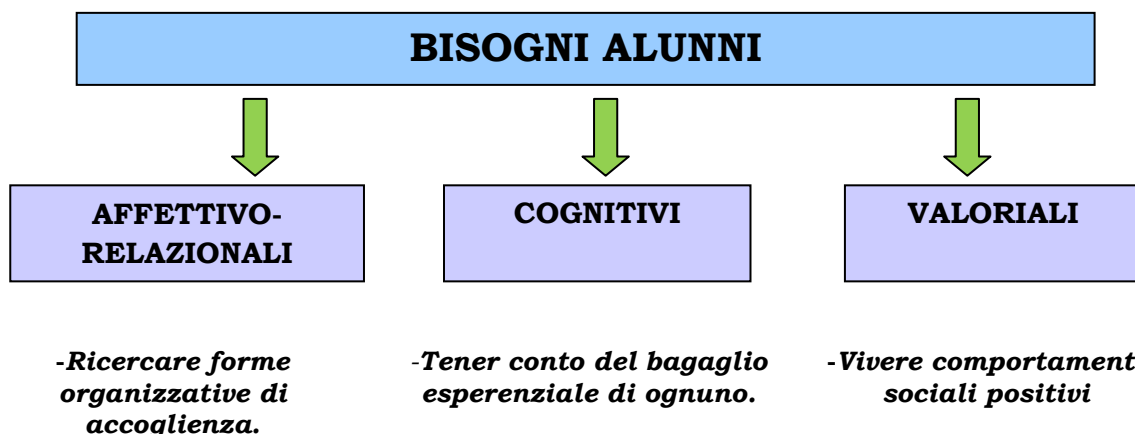 BISOGNI ALUNNI
AFFETTIVO-
RELAZIONALI
COGNITIVI
VALORIALI
-Ricercare forme
organizzative di
accoglienza.
-Tener conto del bagaglio
esperenziale di ognuno.
-Vivere comportament
sociali positivi